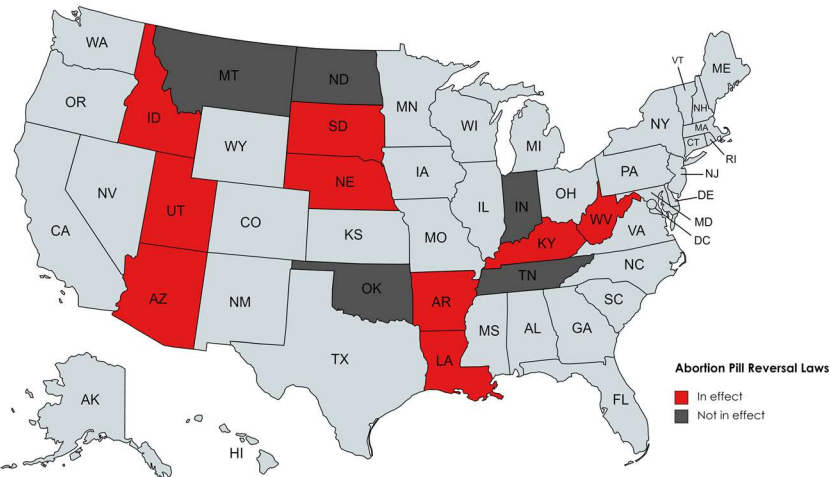 WA
MT
ND
MN
VT
ME
OR
ID
SD
WI
MI
NY
NH
MA
CT
RI
WY
IA
NE
PA
NJ
NV
UT
CO
IL
IN
OH
DE
MD
DC
CA
KS
MO
KY
WV
VA
AZ
NM
OK
AR
TN
NC
SC
TX
LA
MS
AL
GA
FL
AK
HI
Abortion Pill Reversal Laws
In effect
Not in effect